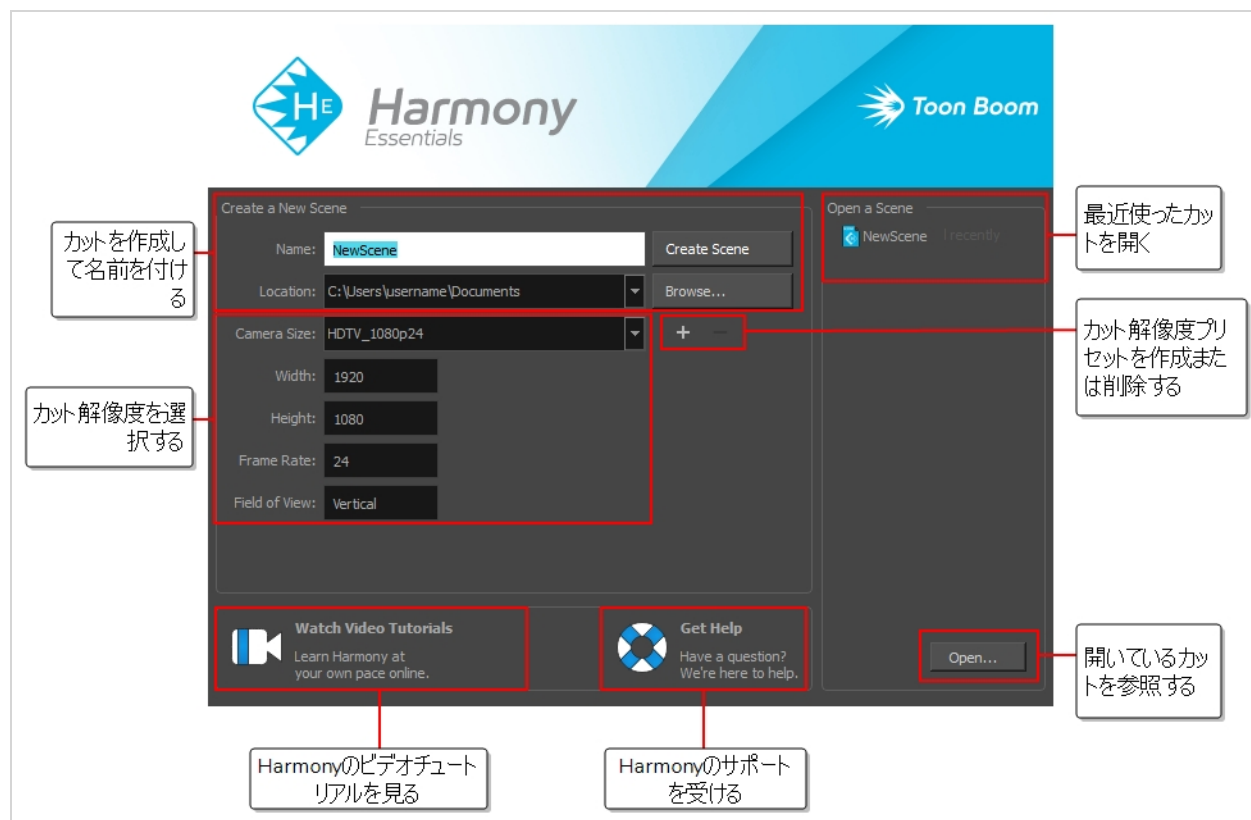 HE
Harmony
Essentials
Toon Boom
カットを作成し
て名前を付け
る
Create a New Scene
Name:
NewScene
Create Scene
Location:
C:\Users\username\Documents
Browse...
Open a Scene
NewScene
1 recently
最近使ったカッ
トを開く
カット解像度を選
択する
Camera Size:
HDTV_1080p24
+ −
Width:
1920
Height:
1080
Frame Rate:
24
Field of View:
Vertical
カット解像度プリ
セットを作成また
は削除する
Watch Video Tutorials
Learn Harmony at
your own pace online.
Get Help
Have a question?
We're here to help.
Open...
開いているカッ
トを参照する
Harmonyのビデオチュート
リアルを見る
Harmonyのサポート
を受ける